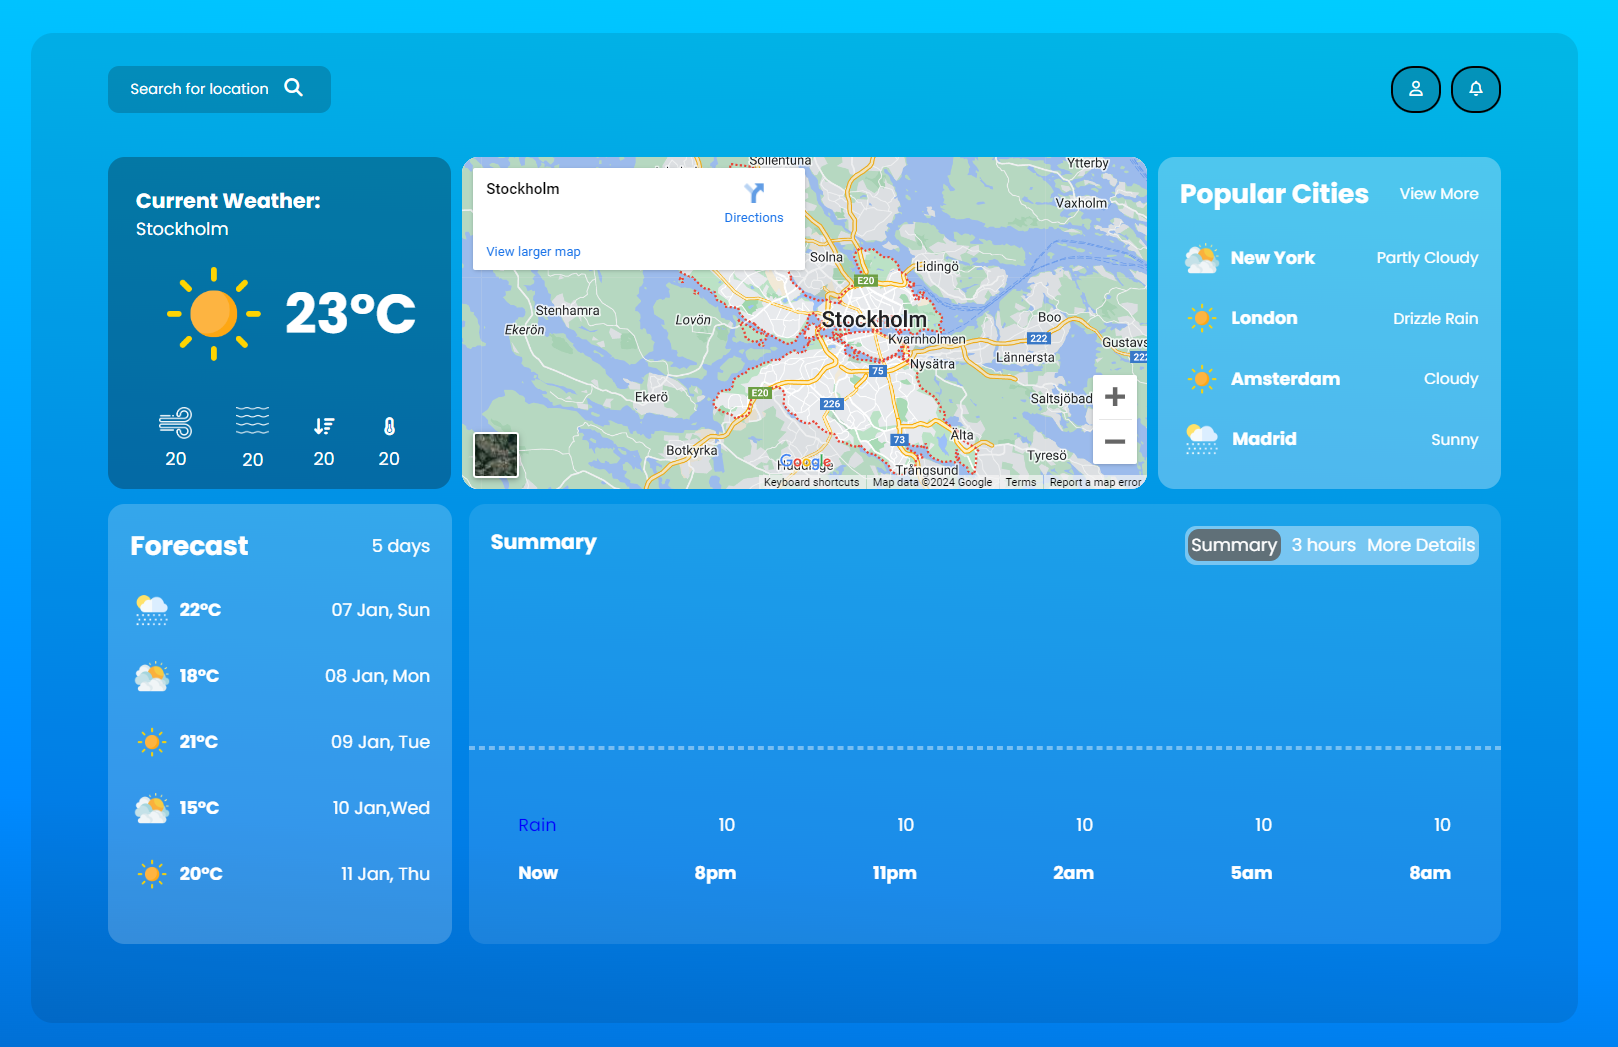 Search for location
Current Weather:
Stockholm
23°C
20
20
20
20
Stockholm
Directions
View larger map
Sollentuna
Ytterby
Vaxholm
Solna
Lidingö
E20
Stenhamra
Ekerön
Lovön
Stockholm
Boo
Kvarnholmen
222
Gustavs
222
Lännersta
Nysätra
75
E20
Ekerö
226
Saltsjöbad
73
Älta
Botkyrka
Tyresö
Google
Trångsund
Keyboard shortcuts
Map data ©2024 Google
Terms
Report a map error
Popular Cities
View More
New York
Partly Cloudy
London
Drizzle Rain
Amsterdam
Cloudy
Madrid
Sunny
Forecast
5 days
22°C
07 Jan, Sun
18°C
08 Jan, Mon
21°C
09 Jan, Tue
15°C
10 Jan,Wed
20°C
11 Jan, Thu
Summary
Summary
3 hours
More Details
Rain 10 10 10 10 10
Now 8pm 11pm 2am 5am 8am